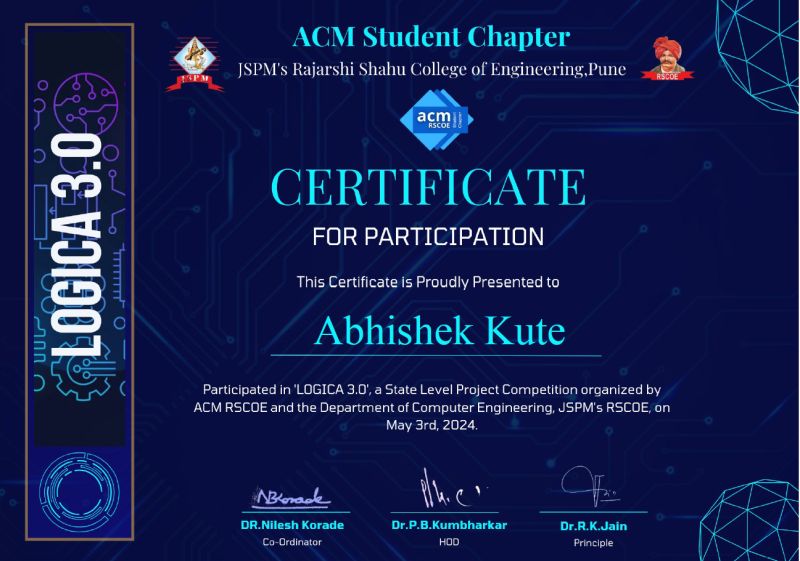 ACM Student Chapter
JSPM's Rajarshi Shahu College of Engineering,Pune
JSPM
RSCOE
acm
RSCOE
Student
Chapter
LOGICA 3.0
CERTIFICATE
FOR PARTICIPATION
This Certificate is Proudly Presented to
Abhishek Kute
Participated in 'LOGICA 3.0', a State Level Project Competition organized by
ACM RSCOE and the Department of Computer Engineering, JSPM's RSCOE, on
May 3rd, 2024.
NBKorade
DR.Nilesh Korade
Dr.P.B.Kumbharkar
Dr.R.K.Jain
Co-Ordinator
HOD
Principle